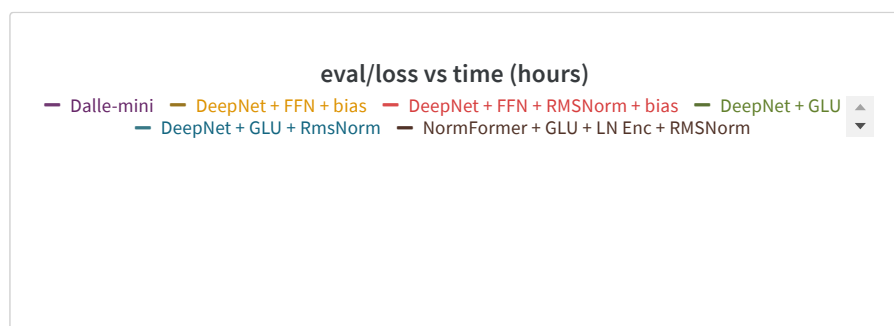 eval/loss vs time (hours)
Dalle-mini DeepNet + FFN + bias DeepNet + FFN + RMSNorm + bias DeepNet + GLU
DeepNet + GLU + RmsNorm NormFormer + GLU + LN Enc + RMSNorm